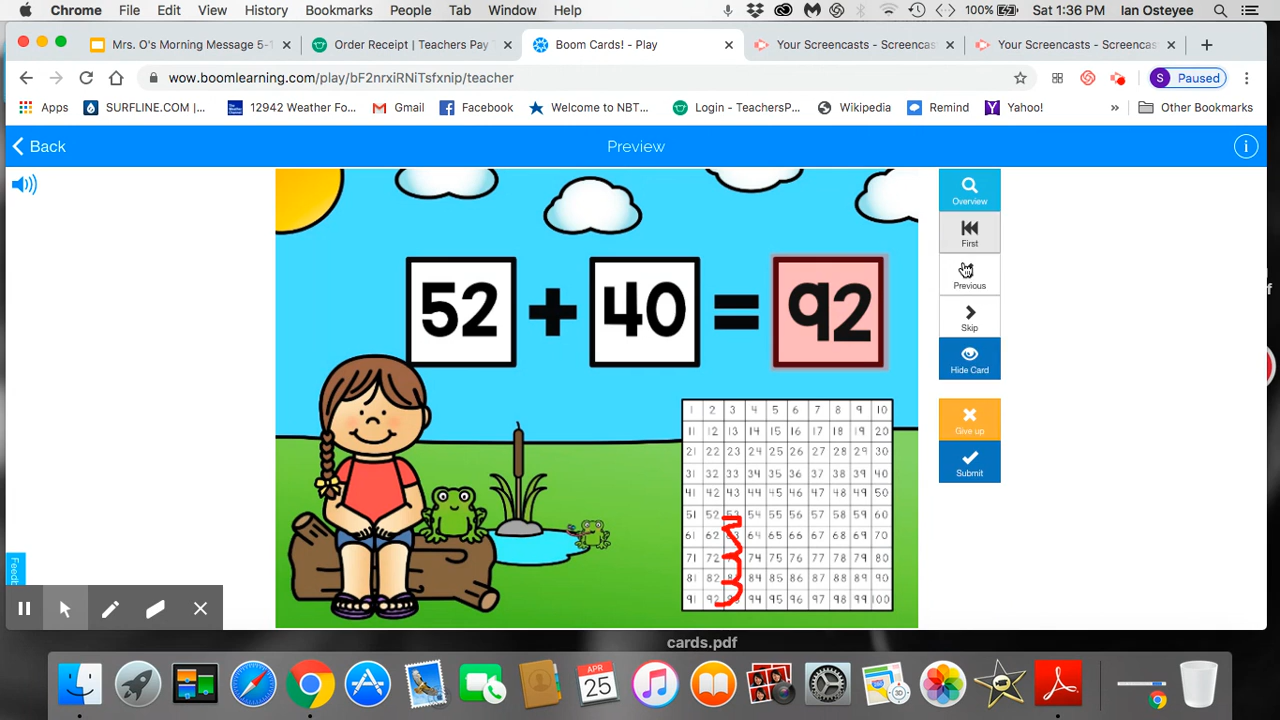 Chrome File Edit View History Bookmarks People Tab Window Help 100% Sat 1:36 PM Ian Osteyee
Mrs. O's Morning Message 5-1 Order Receipt | Teachers Pay T Boom Cards! - Play Your Screencasts - Screencas Your Screencasts - Screencas
wow.boomlearning.com/play/bF2nrxiRNiTsfxnip/teacher S Paused
Apps SURFLINE.COM |... 12942 Weather Fo... Gmail Facebook Welcome to NBT... Login - TeachersP... Wikipedia Remind Yahoo! » Other Bookmarks
Back Preview
Overview
First
Previous
Skip
Hide Card
Give up
Submit
52 + 40 = 92
1 2 3 4 5 6 7 8 9 10
11 12 13 14 15 16 17 18 19 20
21 22 23 24 25 26 27 28 29 30
31 32 33 34 35 36 37 38 39 40
41 42 43 44 45 46 47 48 49 50
51 52 53 54 55 56 57 58 59 60
61 62 64 65 66 67 68 69 70
71 72 74 75 76 77 78 79 80
81 82 84 85 86 87 88 89 90
91 92 94 95 96 97 98 99 100
Feedb
cards.pdf
APR
25